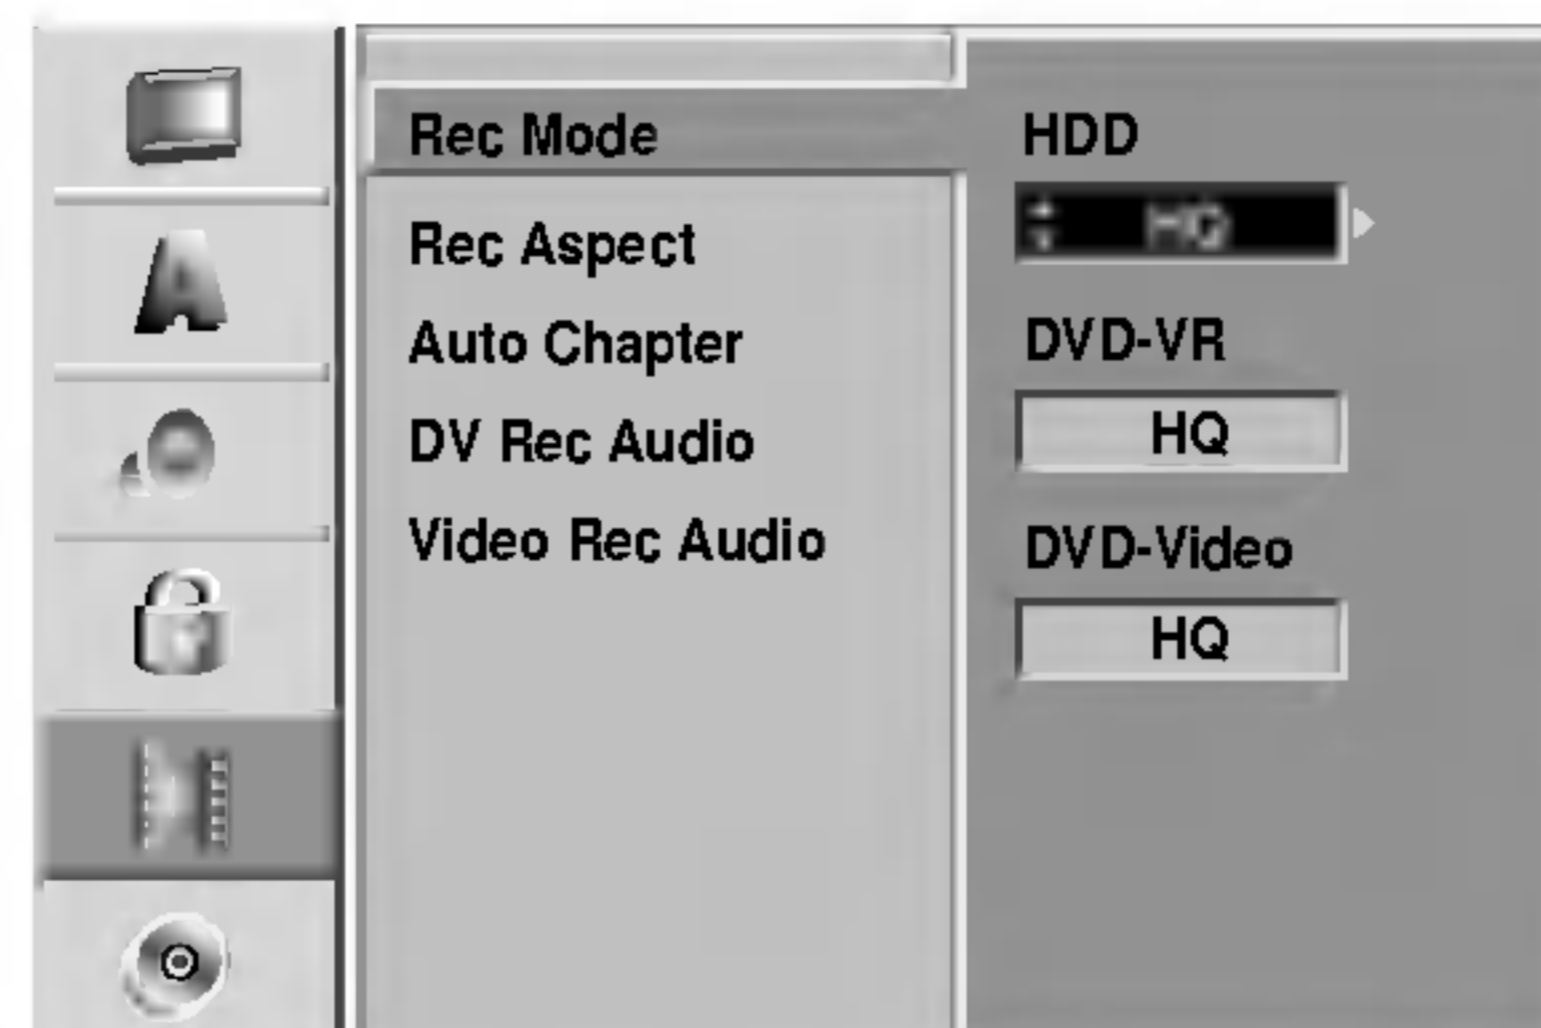 Rec Mode
Rec Aspect
Auto Chapter
DV Rec Audio
Video Rec Audio
HDD
HQ
DVD-VR
HQ
DVD-Video
HQ